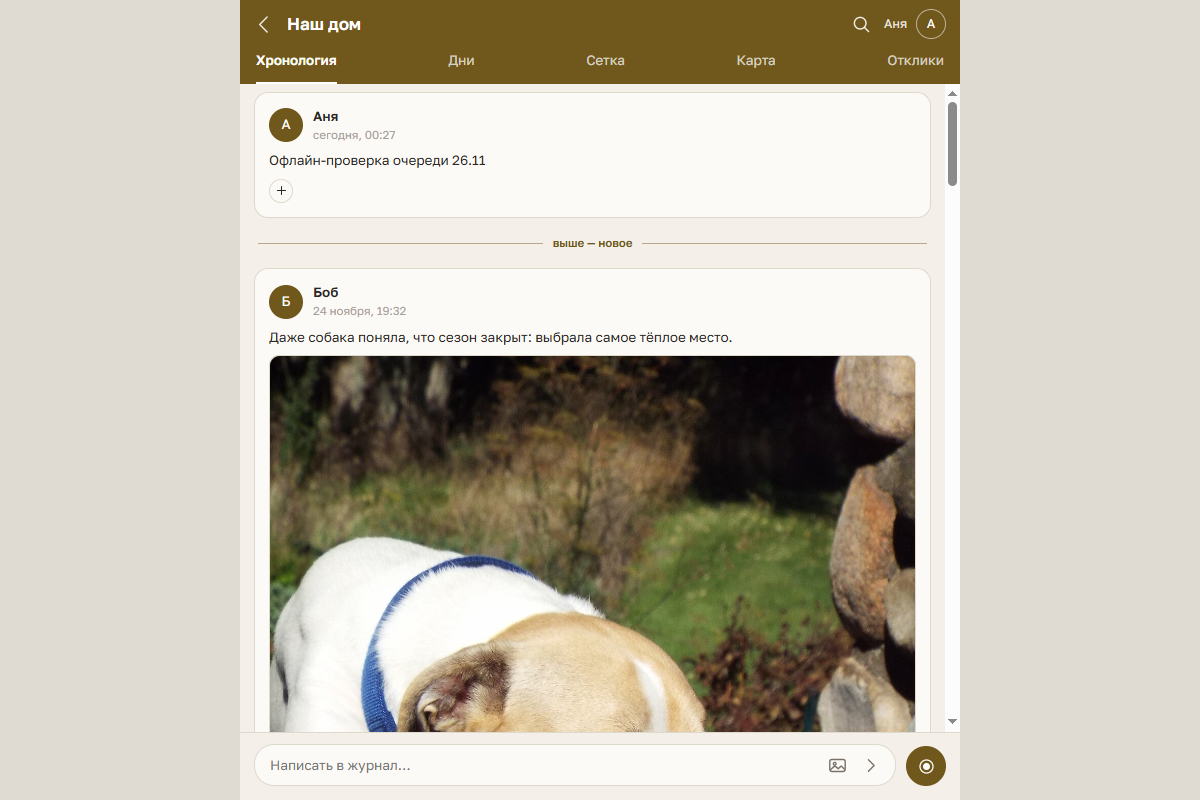 Наш дом
Аня
А
Хронология
Дни
Сетка
Карта
Отклики
А
Аня
сегодня, 00:27
Офлайн-проверка очереди 26.11
выше — новое
Б
Боб
24 ноября, 19:32
Даже собака поняла, что сезон закрыт: выбрала самое тёплое место.
Написать в журнал...